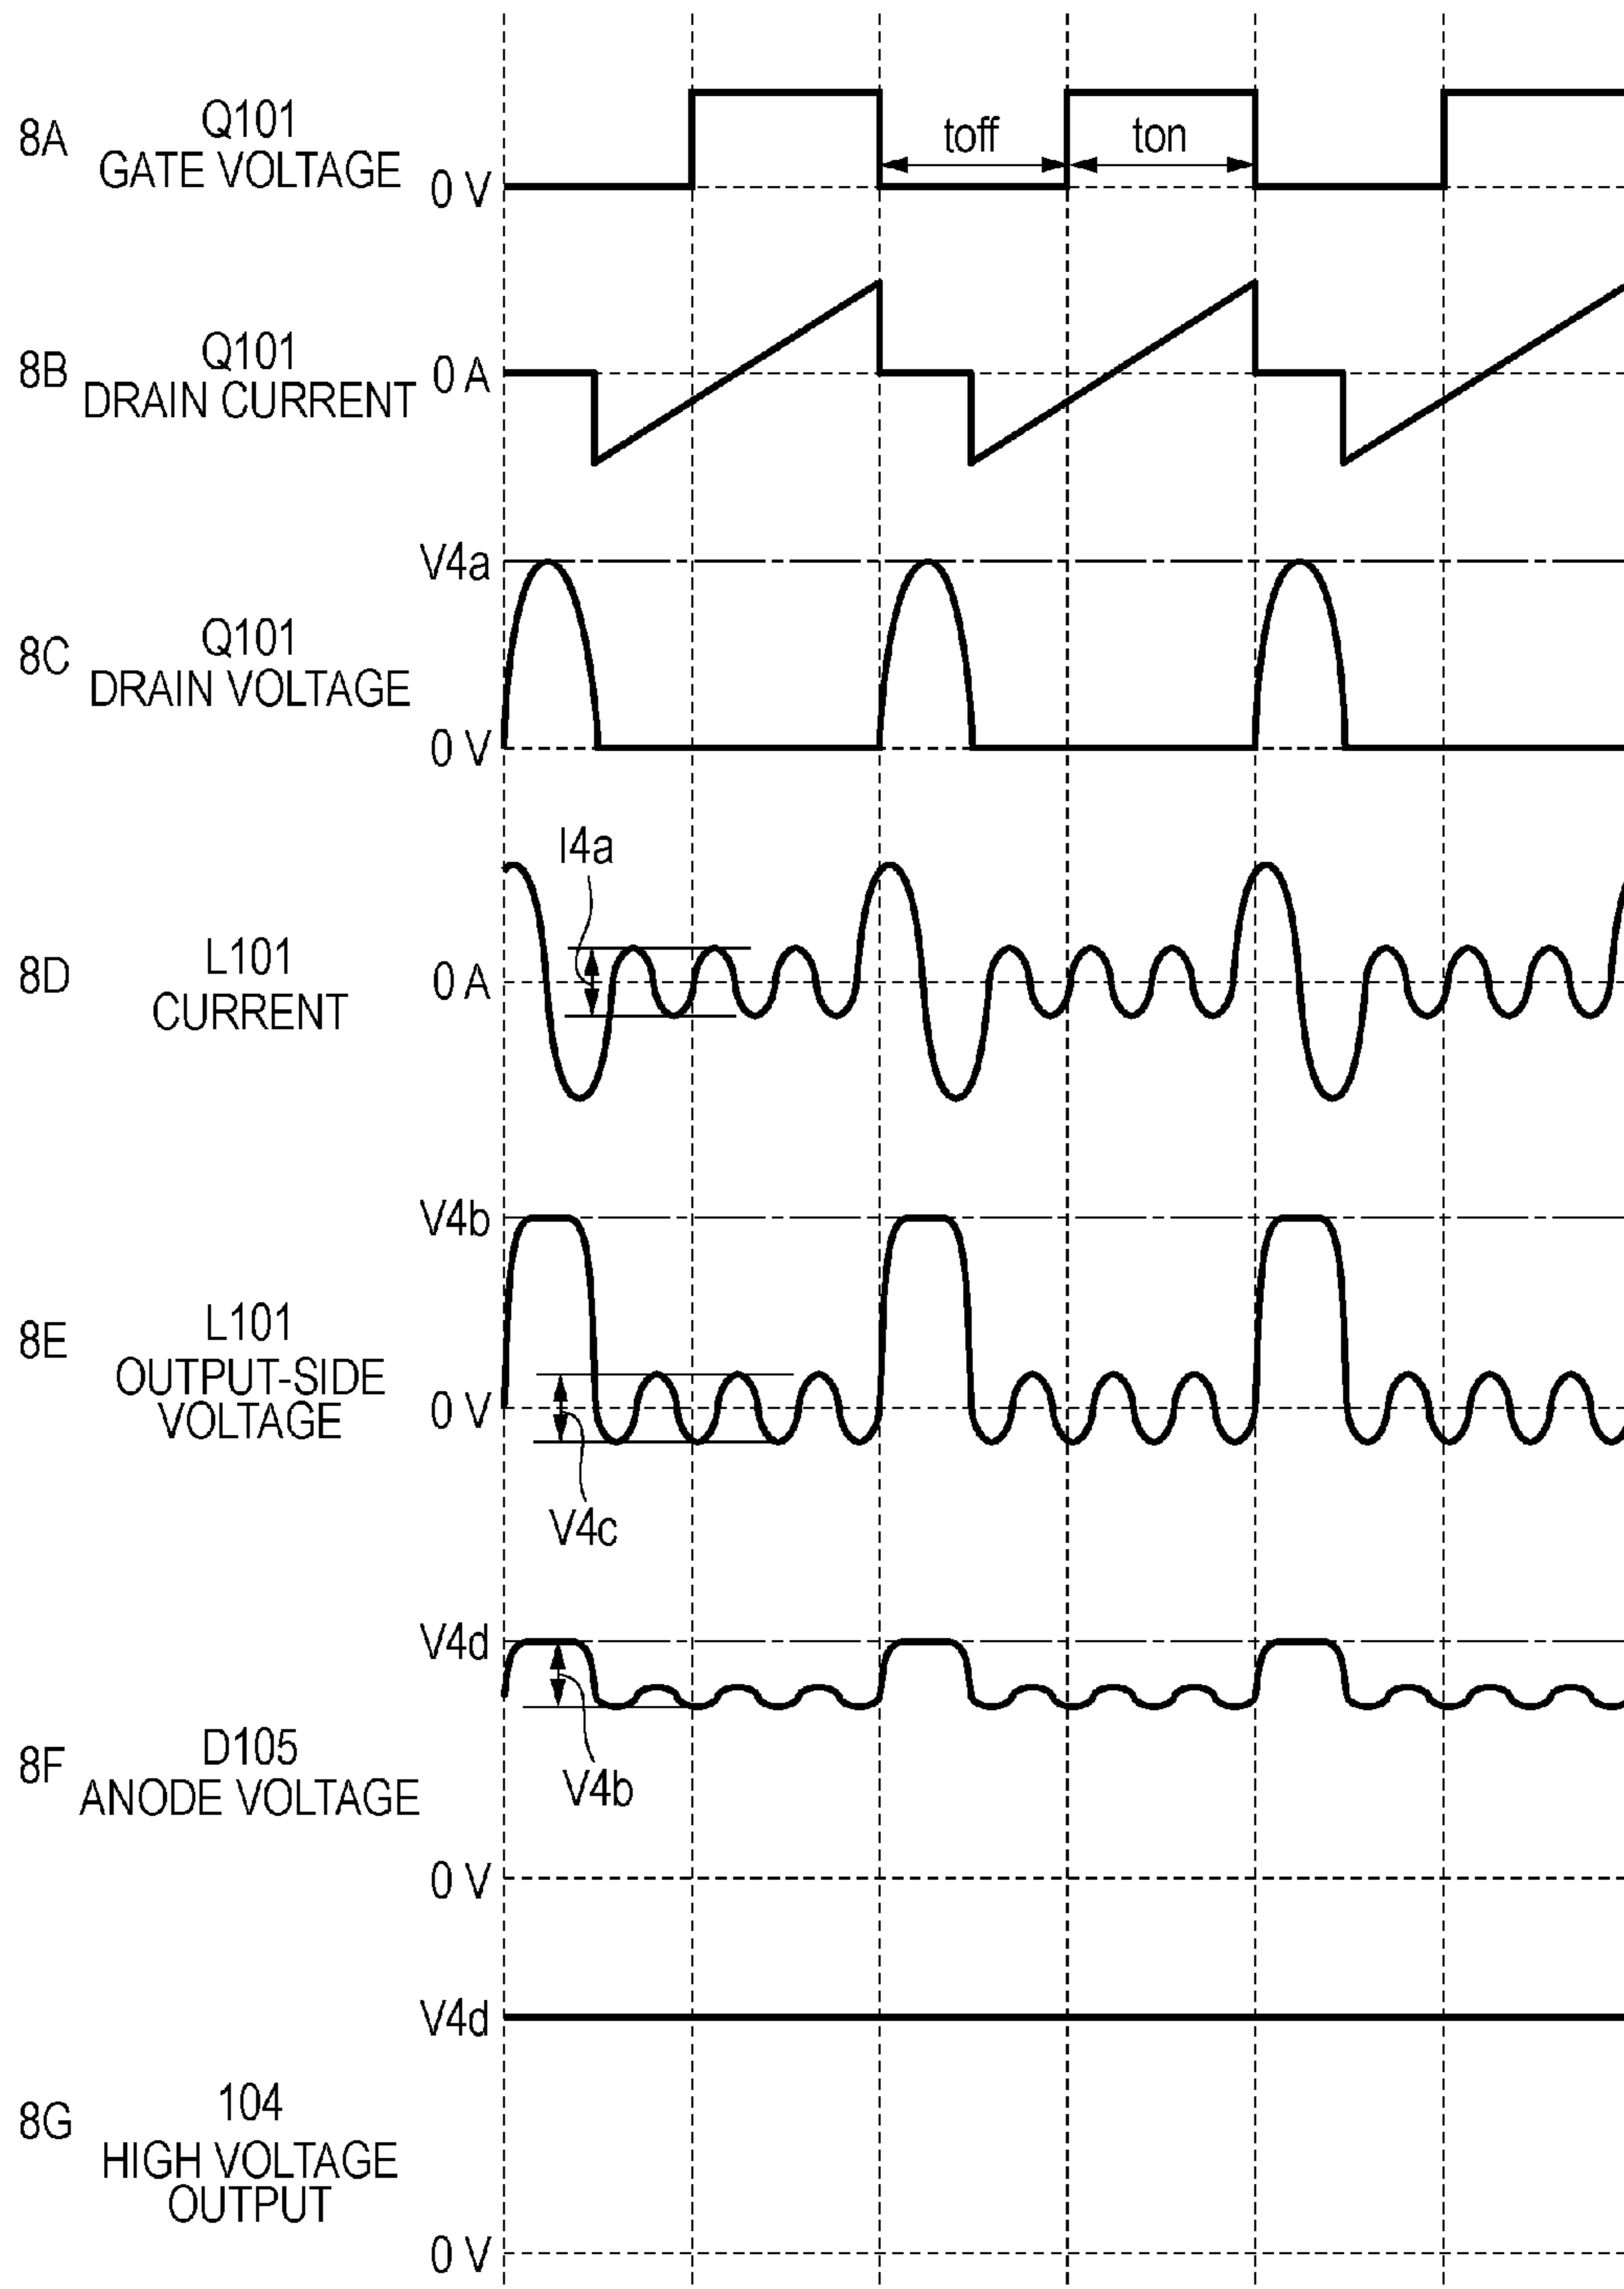 8A
Q101
GATE VOLTAGE
0 V
toff
ton
8B
Q101
DRAIN CURRENT
0 A
V4a
8C
Q101
DRAIN VOLTAGE
0 V
I4a
8D
L101
CURRENT
0 A
V4b
8E
L101
OUTPUT-SIDE
VOLTAGE
0 V
V4c
V4d
8F
D105
ANODE VOLTAGE
V4b
0 V
V4d
8G
104
HIGH VOLTAGE
OUTPUT
0 V